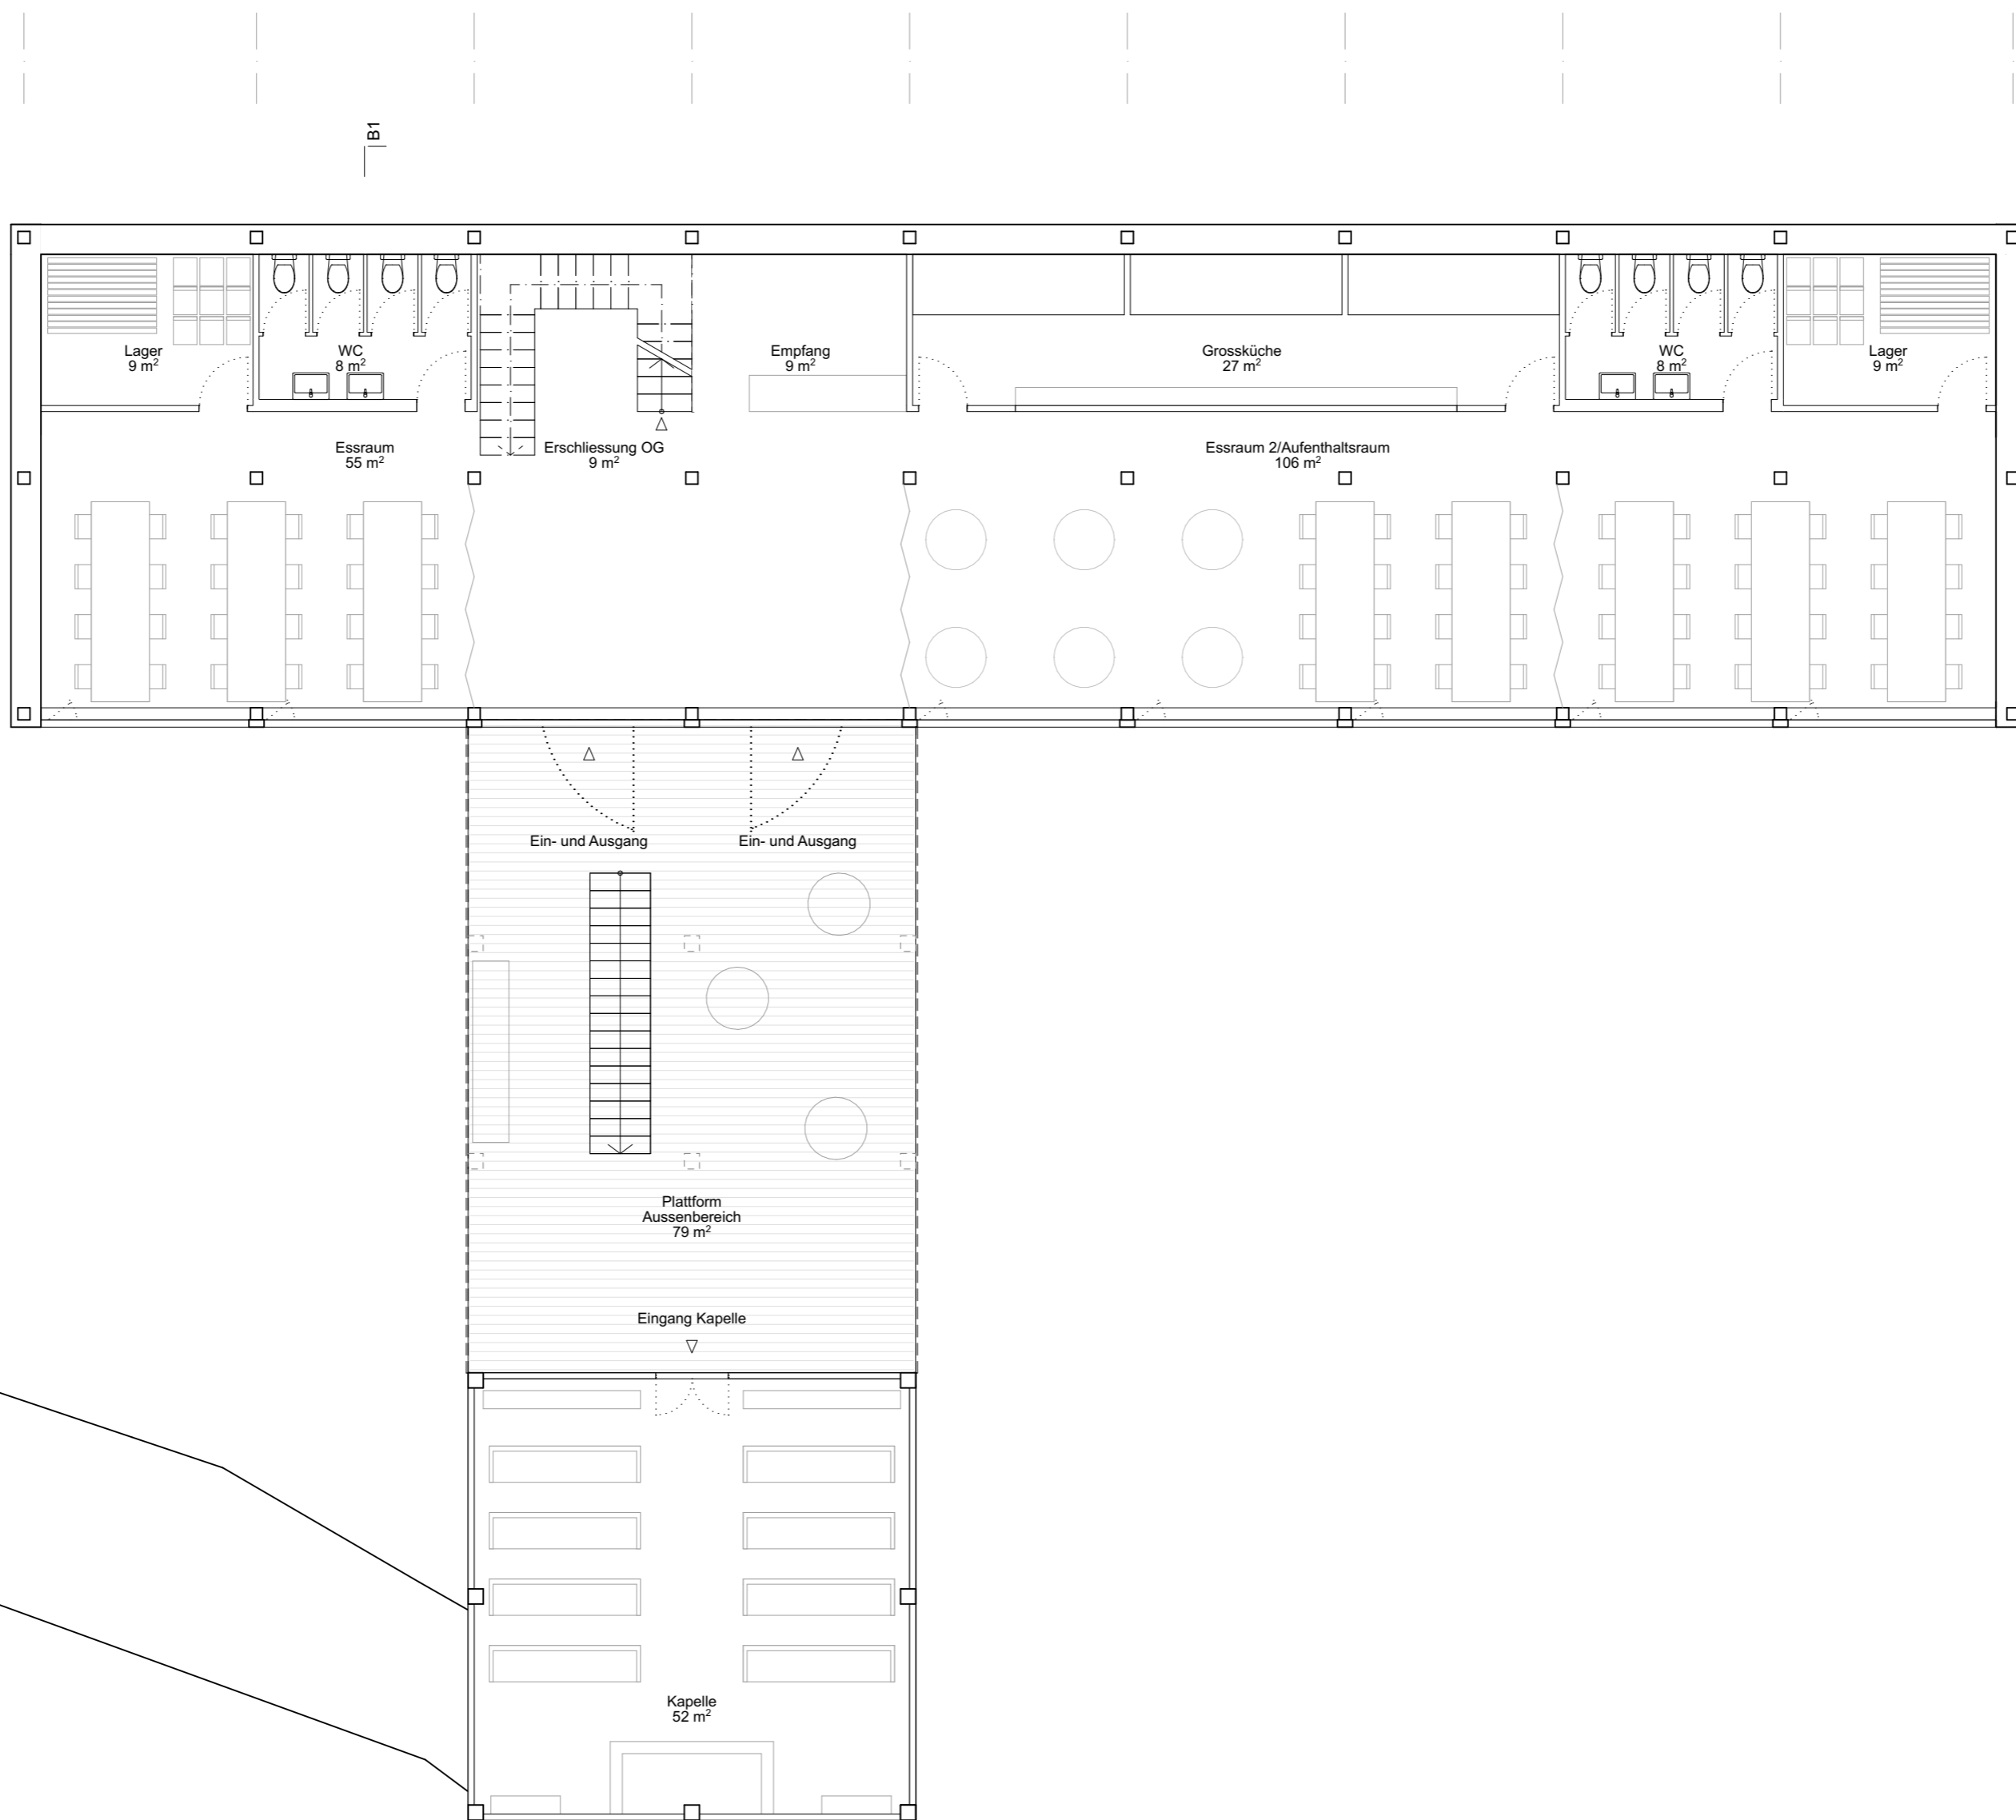 B1
Lager
9 m²
WC
8 m²
Empfang
9 m²
Grossküche
27 m²
WC
8 m²
Lager
9 m²
Essraum
55 m²
Erschliessung OG
9 m²
Essraum 2/Aufenthaltsraum
106 m²
Ein- und Ausgang
Ein- und Ausgang
Plattform
Aussenbereich
79 m²
Eingang Kapelle
Kapelle
52 m²